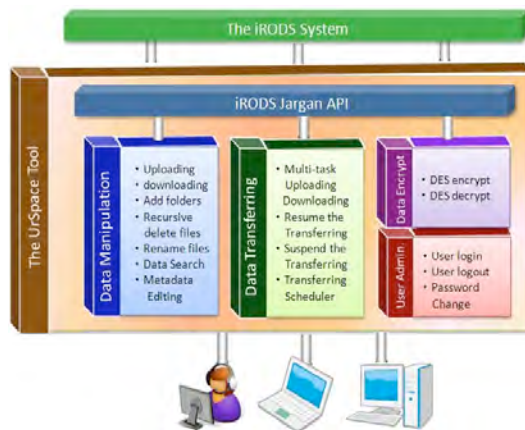 The iRODS System
The UrSpace Tool
iRODS Jargan API
Data Manipulation
• Uploading
• downloading
• Add folders
• Recursive
delete files
• Rename files
• Data Search
• Metadata
Editing
Data Transferring
• Multi-task
Uploading
Downloading
• Resume the
Transferring
• Suspend the
Transferring
• Transferring
Scheduler
Data Encrypt
• DES encrypt
• DES decrypt
User Admin
• User login
• User logout
• Password
Change